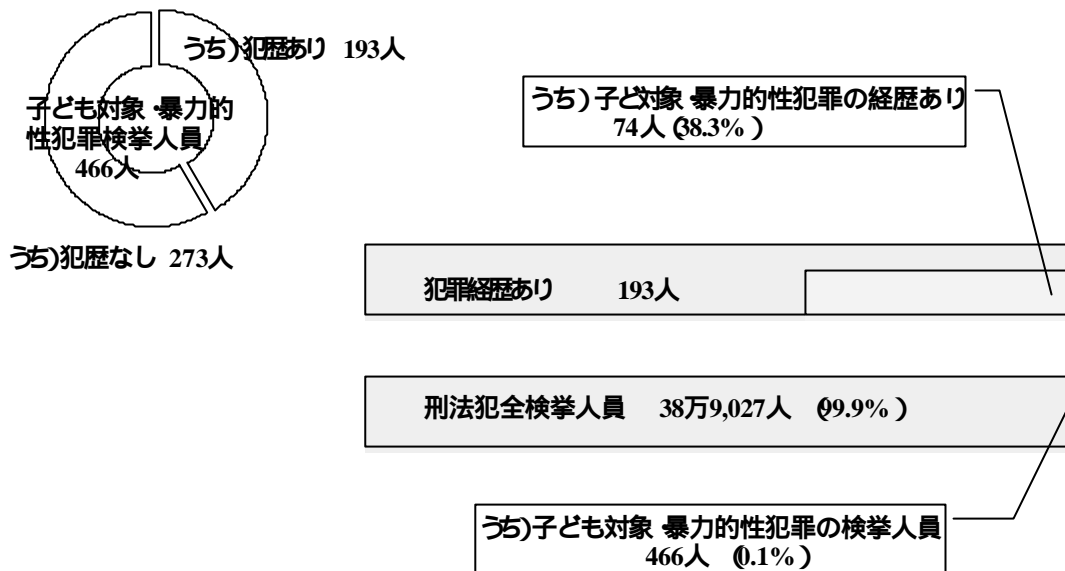 うち)犯歴あり 193人
子ども対象・暴力的
性犯罪検挙人員
466人
うち)犯歴なし 273人
うち)子ども対象・暴力的性犯罪の経歴あり
74人(38.3%)
犯罪経歴あり 193人
刑法犯全検挙人員 38万9,027人 (99.9%)
うち)子ども対象・暴力的性犯罪の検挙人員
466人 (0.1%)